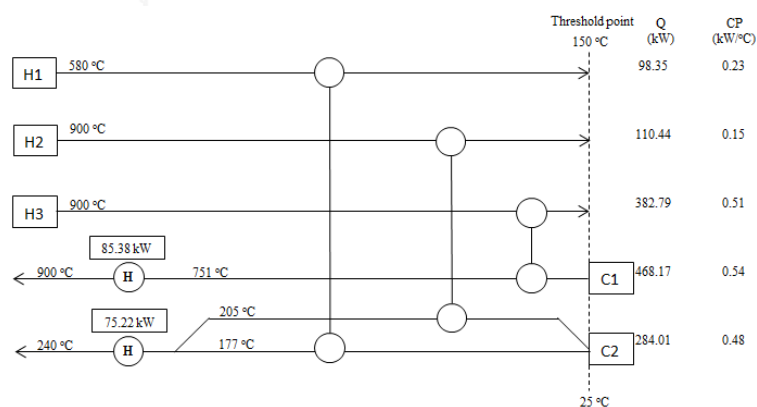 Threshold point Q CP
150 °C (kW) (kW/°C)
H1 580 °C 98.35 0.23
H2 900 °C 110.44 0.15
H3 900 °C 382.79 0.51
85.38 kW
900 °C H 751 °C C1 468.17 0.54
75.22 kW 205 °C
240 °C H 177 °C C2 284.01 0.48
25 °C